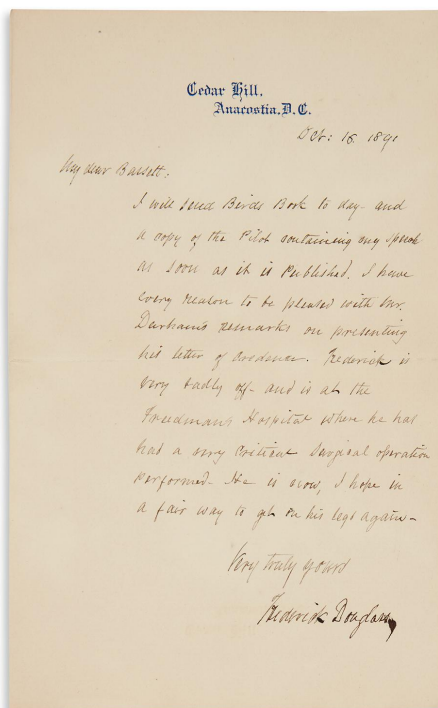 Cedar Hill,
Anacostia, D.C.
Oct: 16 1891
My dear Bassett:
I will send Birds Book to day - and
a copy of the Pilot containing my speech
as soon as it is published. I have
every reason to be pleased with Mr.
Durham's remarks on presenting
his letter of credence. Frederick is
very badly off - and is at the
Freedman's Hospital where he has
had a very critical surgical operation
performed - He is now, I hope in
a fair way to get on his legs again -
Very truly yours
Frederick Douglass